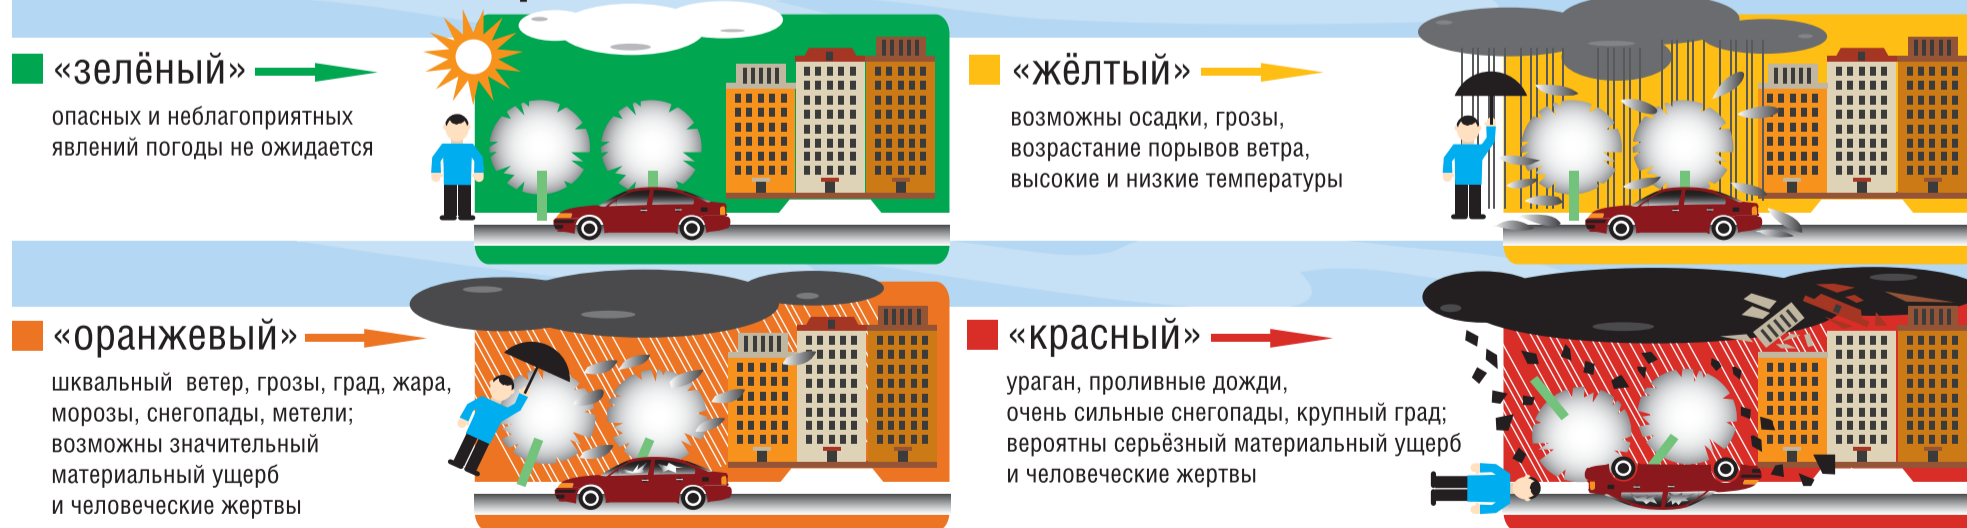 «зелёный»
опасных и неблагоприятных
явлений погоды не ожидается
«жёлтый»
возможны осадки, грозы,
возрастание порывов ветра,
высокие и низкие температуры
«оранжевый»
шквальный ветер, грозы, град, жара,
морозы, снегопады, метели;
возможны значительный
материальный ущерб
и человеческие жертвы
«красный»
ураган, проливные дожди,
очень сильные снегопады, крупный град;
вероятны серьёзный материальный ущерб
и человеческие жертвы